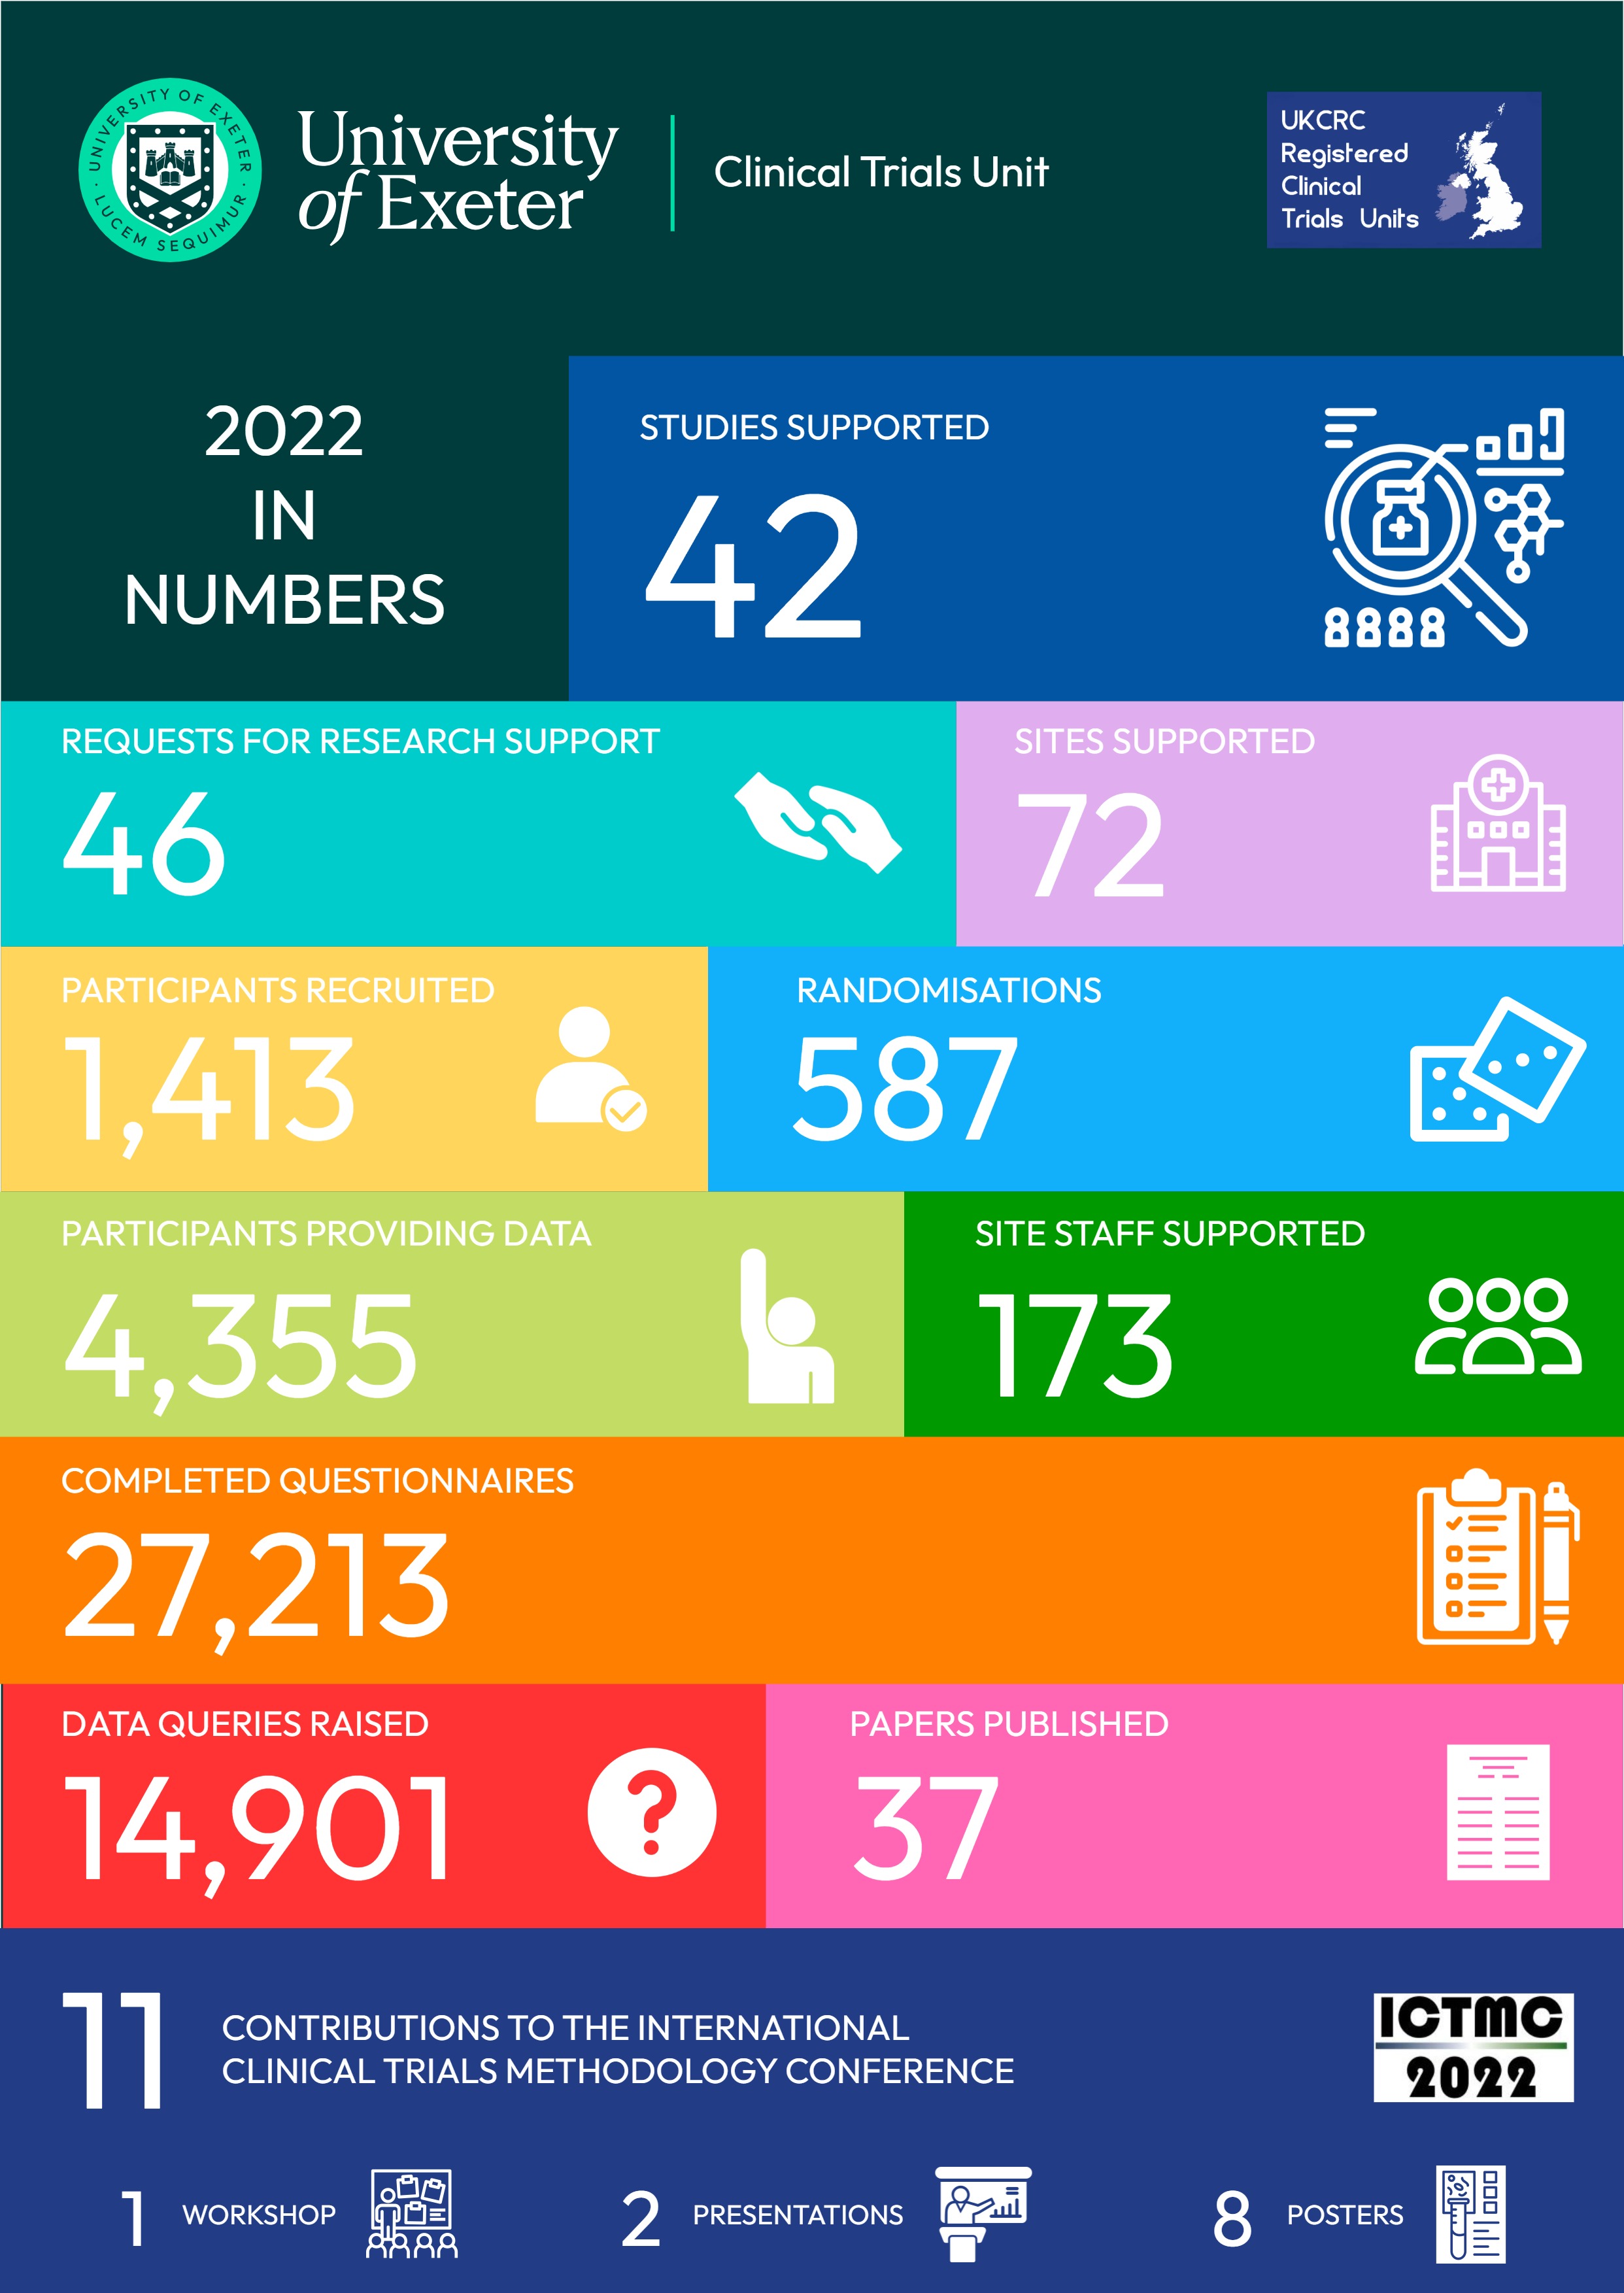 UNIVERSITY OF EXETER · LUCEM SEQUIMUR ·
University
of Exeter
Clinical Trials Unit
UKCRC
Registered
Clinical
Trials Units
2022
IN
NUMBERS
STUDIES SUPPORTED
42
REQUESTS FOR RESEARCH SUPPORT
46
SITES SUPPORTED
72
PARTICIPANTS RECRUITED
1,413
RANDOMISATIONS
587
PARTICIPANTS PROVIDING DATA
4,355
SITE STAFF SUPPORTED
173
COMPLETED QUESTIONNAIRES
27,213
DATA QUERIES RAISED
14,901
PAPERS PUBLISHED
37
11
CONTRIBUTIONS TO THE INTERNATIONAL
CLINICAL TRIALS METHODOLOGY CONFERENCE
ICTMC
2022
1 WORKSHOP
2 PRESENTATIONS
8 POSTERS